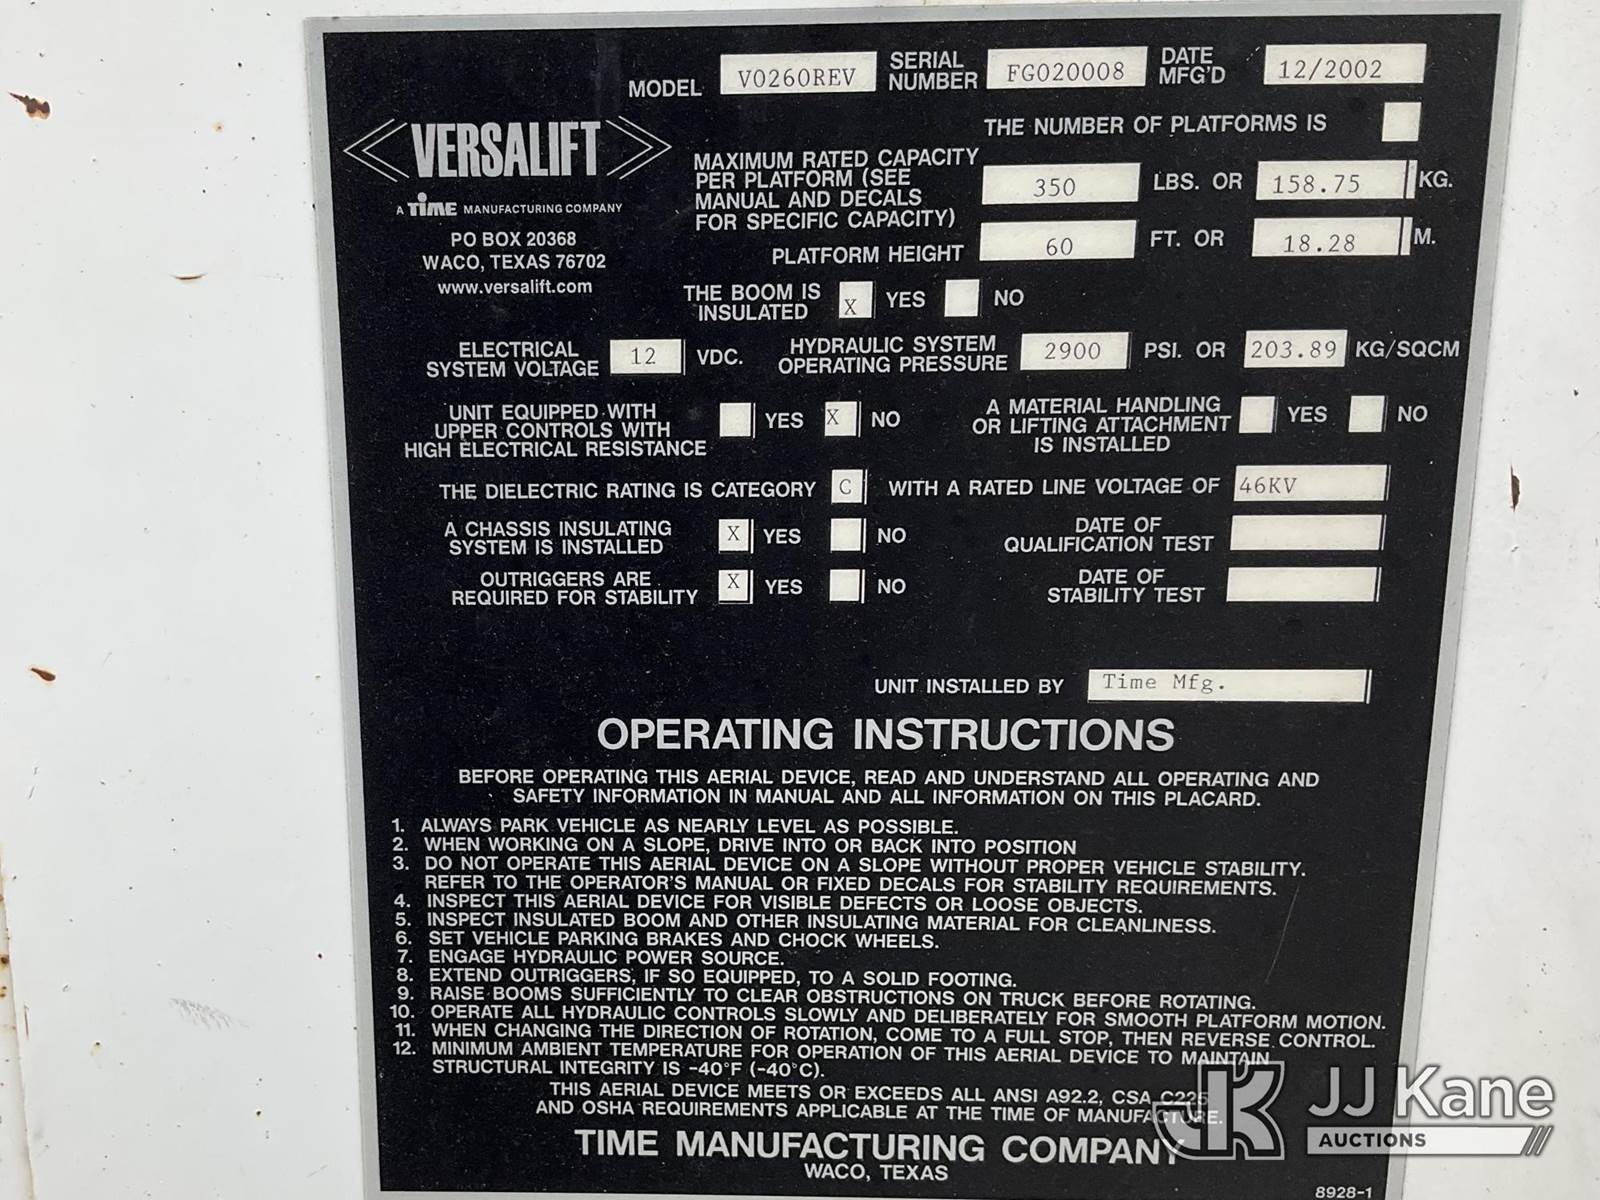 MODEL VO260REV SERIAL NUMBER FG020008 DATE MFG'D 12/2002
THE NUMBER OF PLATFORMS IS
VERSALIFT
A TIME MANUFACTURING COMPANY
PO BOX 20368
WACO, TEXAS 76702
www.versalift.com
MAXIMUM RATED CAPACITY
PER PLATFORM (SEE
MANUAL AND DECALS
FOR SPECIFIC CAPACITY)
350 LBS. OR 158.75 KG.
PLATFORM HEIGHT 60 FT. OR 18.28 M.
THE BOOM IS
INSULATED X YES NO
ELECTRICAL
SYSTEM VOLTAGE 12 VDC.
HYDRAULIC SYSTEM
OPERATING PRESSURE 2900 PSI. OR 203.89 KG/SQCM
UNIT EQUIPPED WITH
UPPER CONTROLS WITH
HIGH ELECTRICAL RESISTANCE
YES X NO
A MATERIAL HANDLING
OR LIFTING ATTACHMENT
IS INSTALLED
YES NO
THE DIELECTRIC RATING IS CATEGORY C WITH A RATED LINE VOLTAGE OF 46KV
A CHASSIS INSULATING
SYSTEM IS INSTALLED X YES NO
DATE OF
QUALIFICATION TEST
OUTRIGGERS ARE
REQUIRED FOR STABILITY X YES NO
DATE OF
STABILITY TEST
UNIT INSTALLED BY Time Mfg.
OPERATING INSTRUCTIONS
BEFORE OPERATING THIS AERIAL DEVICE, READ AND UNDERSTAND ALL OPERATING AND
SAFETY INFORMATION IN MANUAL AND ALL INFORMATION ON THIS PLACARD.
1. ALWAYS PARK VEHICLE AS NEARLY LEVEL AS POSSIBLE.
2. WHEN WORKING ON A SLOPE, DRIVE INTO OR BACK INTO POSITION
3. DO NOT OPERATE THIS AERIAL DEVICE ON A SLOPE WITHOUT PROPER VEHICLE STABILITY.
REFER TO THE OPERATOR'S MANUAL OR FIXED DECALS FOR STABILITY REQUIREMENTS.
4. INSPECT THIS AERIAL DEVICE FOR VISIBLE DEFECTS OR LOOSE OBJECTS.
5. INSPECT INSULATED BOOM AND OTHER INSULATING MATERIAL FOR CLEANLINESS.
6. SET VEHICLE PARKING BRAKES AND CHOCK WHEELS.
7. ENGAGE HYDRAULIC POWER SOURCE.
8. EXTEND OUTRIGGERS, IF SO EQUIPPED, TO A SOLID FOOTING.
9. RAISE BOOMS SUFFICIENTLY TO CLEAR OBSTRUCTIONS ON TRUCK BEFORE ROTATING.
10. OPERATE ALL HYDRAULIC CONTROLS SLOWLY AND DELIBERATELY FOR SMOOTH PLATFORM MOTION.
11. WHEN CHANGING THE DIRECTION OF ROTATION, COME TO A FULL STOP, THEN REVERSE CONTROL.
12. MINIMUM AMBIENT TEMPERATURE FOR OPERATION OF THIS AERIAL DEVICE TO MAINTAIN
STRUCTURAL INTEGRITY IS -40°F (-40°C).
THIS AERIAL DEVICE MEETS OR EXCEEDS ALL ANSI A92.2, CSA C225
AND OSHA REQUIREMENTS APPLICABLE AT THE TIME OF MANUFACTURE.
TIME MANUFACTURING COMPANY
WACO, TEXAS
8928-1
JK JJ Kane
AUCTIONS